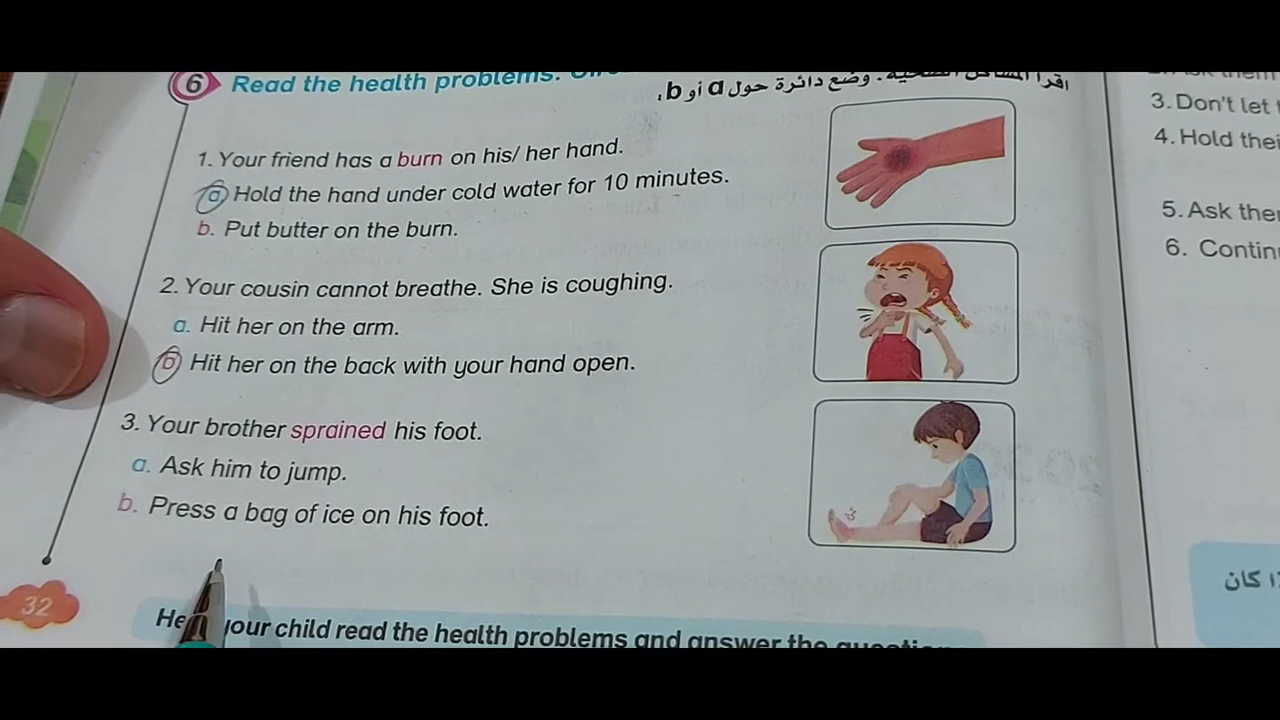 6 Read the health problems.
اقرأ المشاكل الصحية. وضع دائرة حول a أو b.
1. Your friend has a burn on his/ her hand.
a. Hold the hand under cold water for 10 minutes.
b. Put butter on the burn.
2. Your cousin cannot breathe. She is coughing.
a. Hit her on the arm.
b Hit her on the back with your hand open.
3. Your brother sprained his foot.
a. Ask him to jump.
b. Press a bag of ice on his foot.
32
your child read the health problems and answer the
3. Don't let
4. Hold
5. Ask
6.
كان